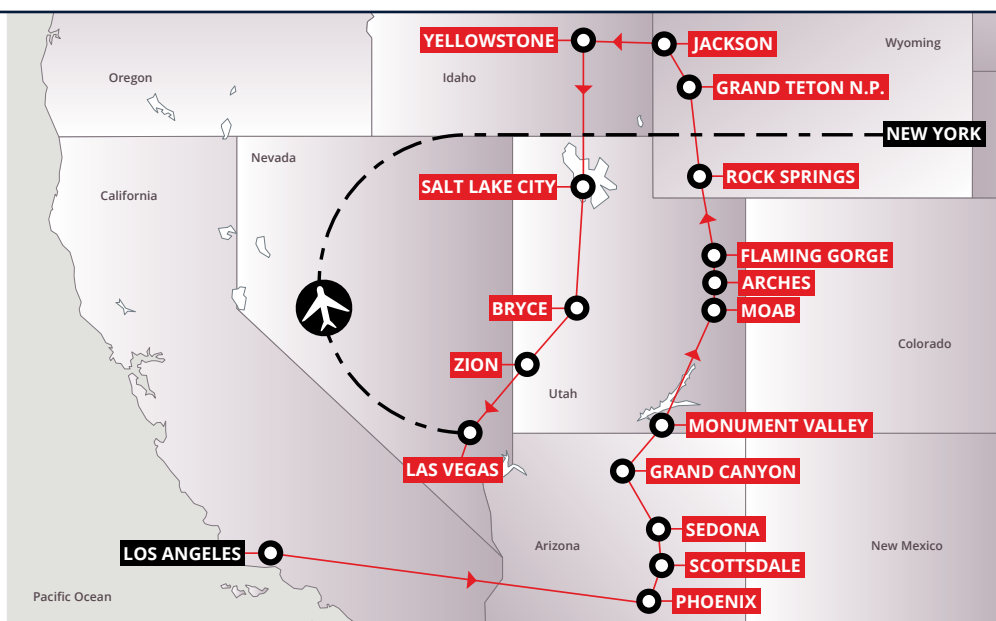 YELLOWSTONE
JACKSON
Wyoming
Oregon
Idaho
GRAND TETON N.P.
NEW YORK
Nevada
SALT LAKE CITY
ROCK SPRINGS
California
FLAMING GORGE
ARCHES
BRYCE
MOAB
Colorado
ZION
Utah
MONUMENT VALLEY
LAS VEGAS
GRAND CANYON
SEDONA
LOS ANGELES
Arizona
New Mexico
SCOTTSDALE
Pacific Ocean
PHOENIX